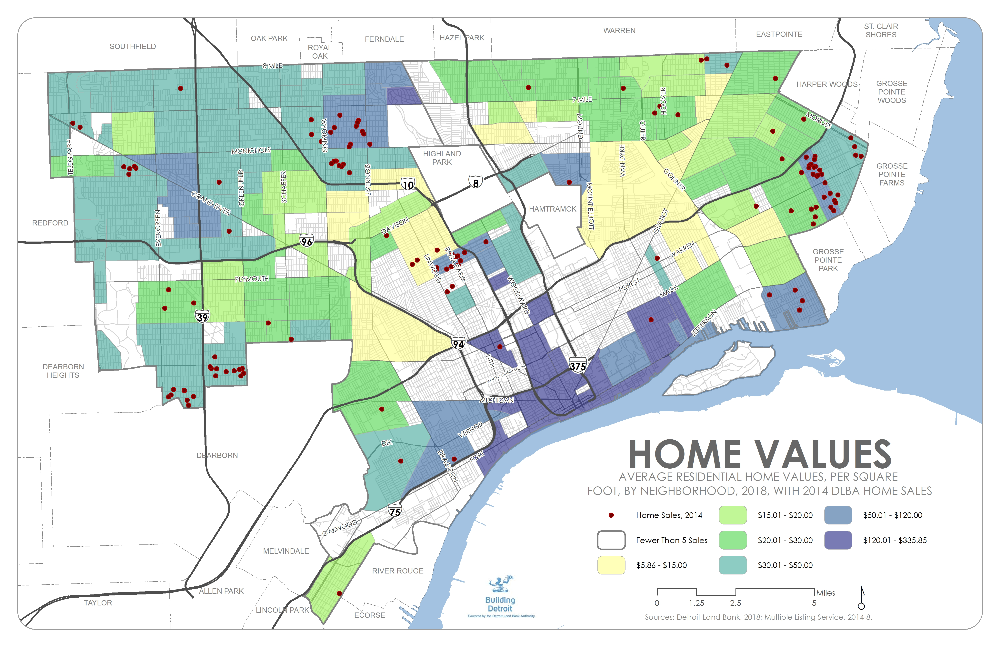 ST. CLAIR
SHORES
WARREN
EASTPOINTE
OAK PARK
FERNDALE
HAZEL PARK
SOUTHFIELD
ROYAL
OAK
8 MILE
HARPER WOODS
GROSSE
POINTE
WOODS
7 MILE
HOOVER
MOROSS
MOUND
OUTER
WYOMING
TELEGRAPH
MCNICHOLS
HIGHLAND
PARK
VAN DYKE
GROSSE
POINTE
FARMS
LIVERNOIS
SCHAEFER
GREENFIELD
CONNER
10
8
MOUNT ELLIOTT
GRAND RIVER
HAMTRAMCK
REDFORD
EVERGREEN
DAVISON
GRATIOT
96
WARREN
GROSSE
POINTE
PARK
LINWOOD
ROSA PARKS
PLYMOUTH
WOODWARD
FOREST
MACK
39
JEFFERSON
94
DEARBORN
HEIGHTS
14TH
375
MARTIN LUTHER KING JR
MICHIGAN
VERNOR
DIX
DEARBORN
DRAGOON
FORT
75
OAKWOOD
MELVINDALE
RIVER ROUGE
ALLEN PARK
TAYLOR
LINCOLN PARK
ECORSE
HOME VALUES
AVERAGE RESIDENTIAL HOME VALUES, PER SQUARE
FOOT, BY NEIGHBORHOOD, 2018, WITH 2014 DLBA HOME SALES
Home Sales, 2014
$15.01 - $20.00
$50.01 - $120.00
Fewer Than 5 Sales
$20.01 - $30.00
$120.01 - $335.85
$5.86 - $15.00
$30.01 - $50.00
Miles
0 1.25 2.5 5
Sources: Detroit Land Bank, 2018; Multiple Listing Service, 2014-8.
Building
Detroit
Powered by the Detroit Land Bank Authority